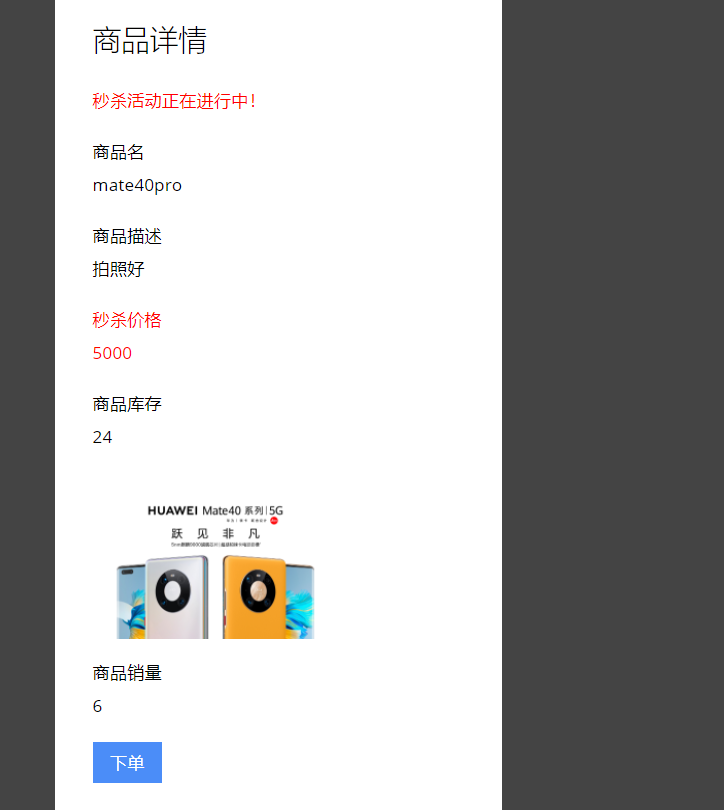 商品详情
秒杀活动正在进行中！
商品名
mate40pro
商品描述
拍照好
秒杀价格
5000
商品库存
24
HUAWEI Mate40 系列|5G
跃 见 非 凡
商品销量
6
下单